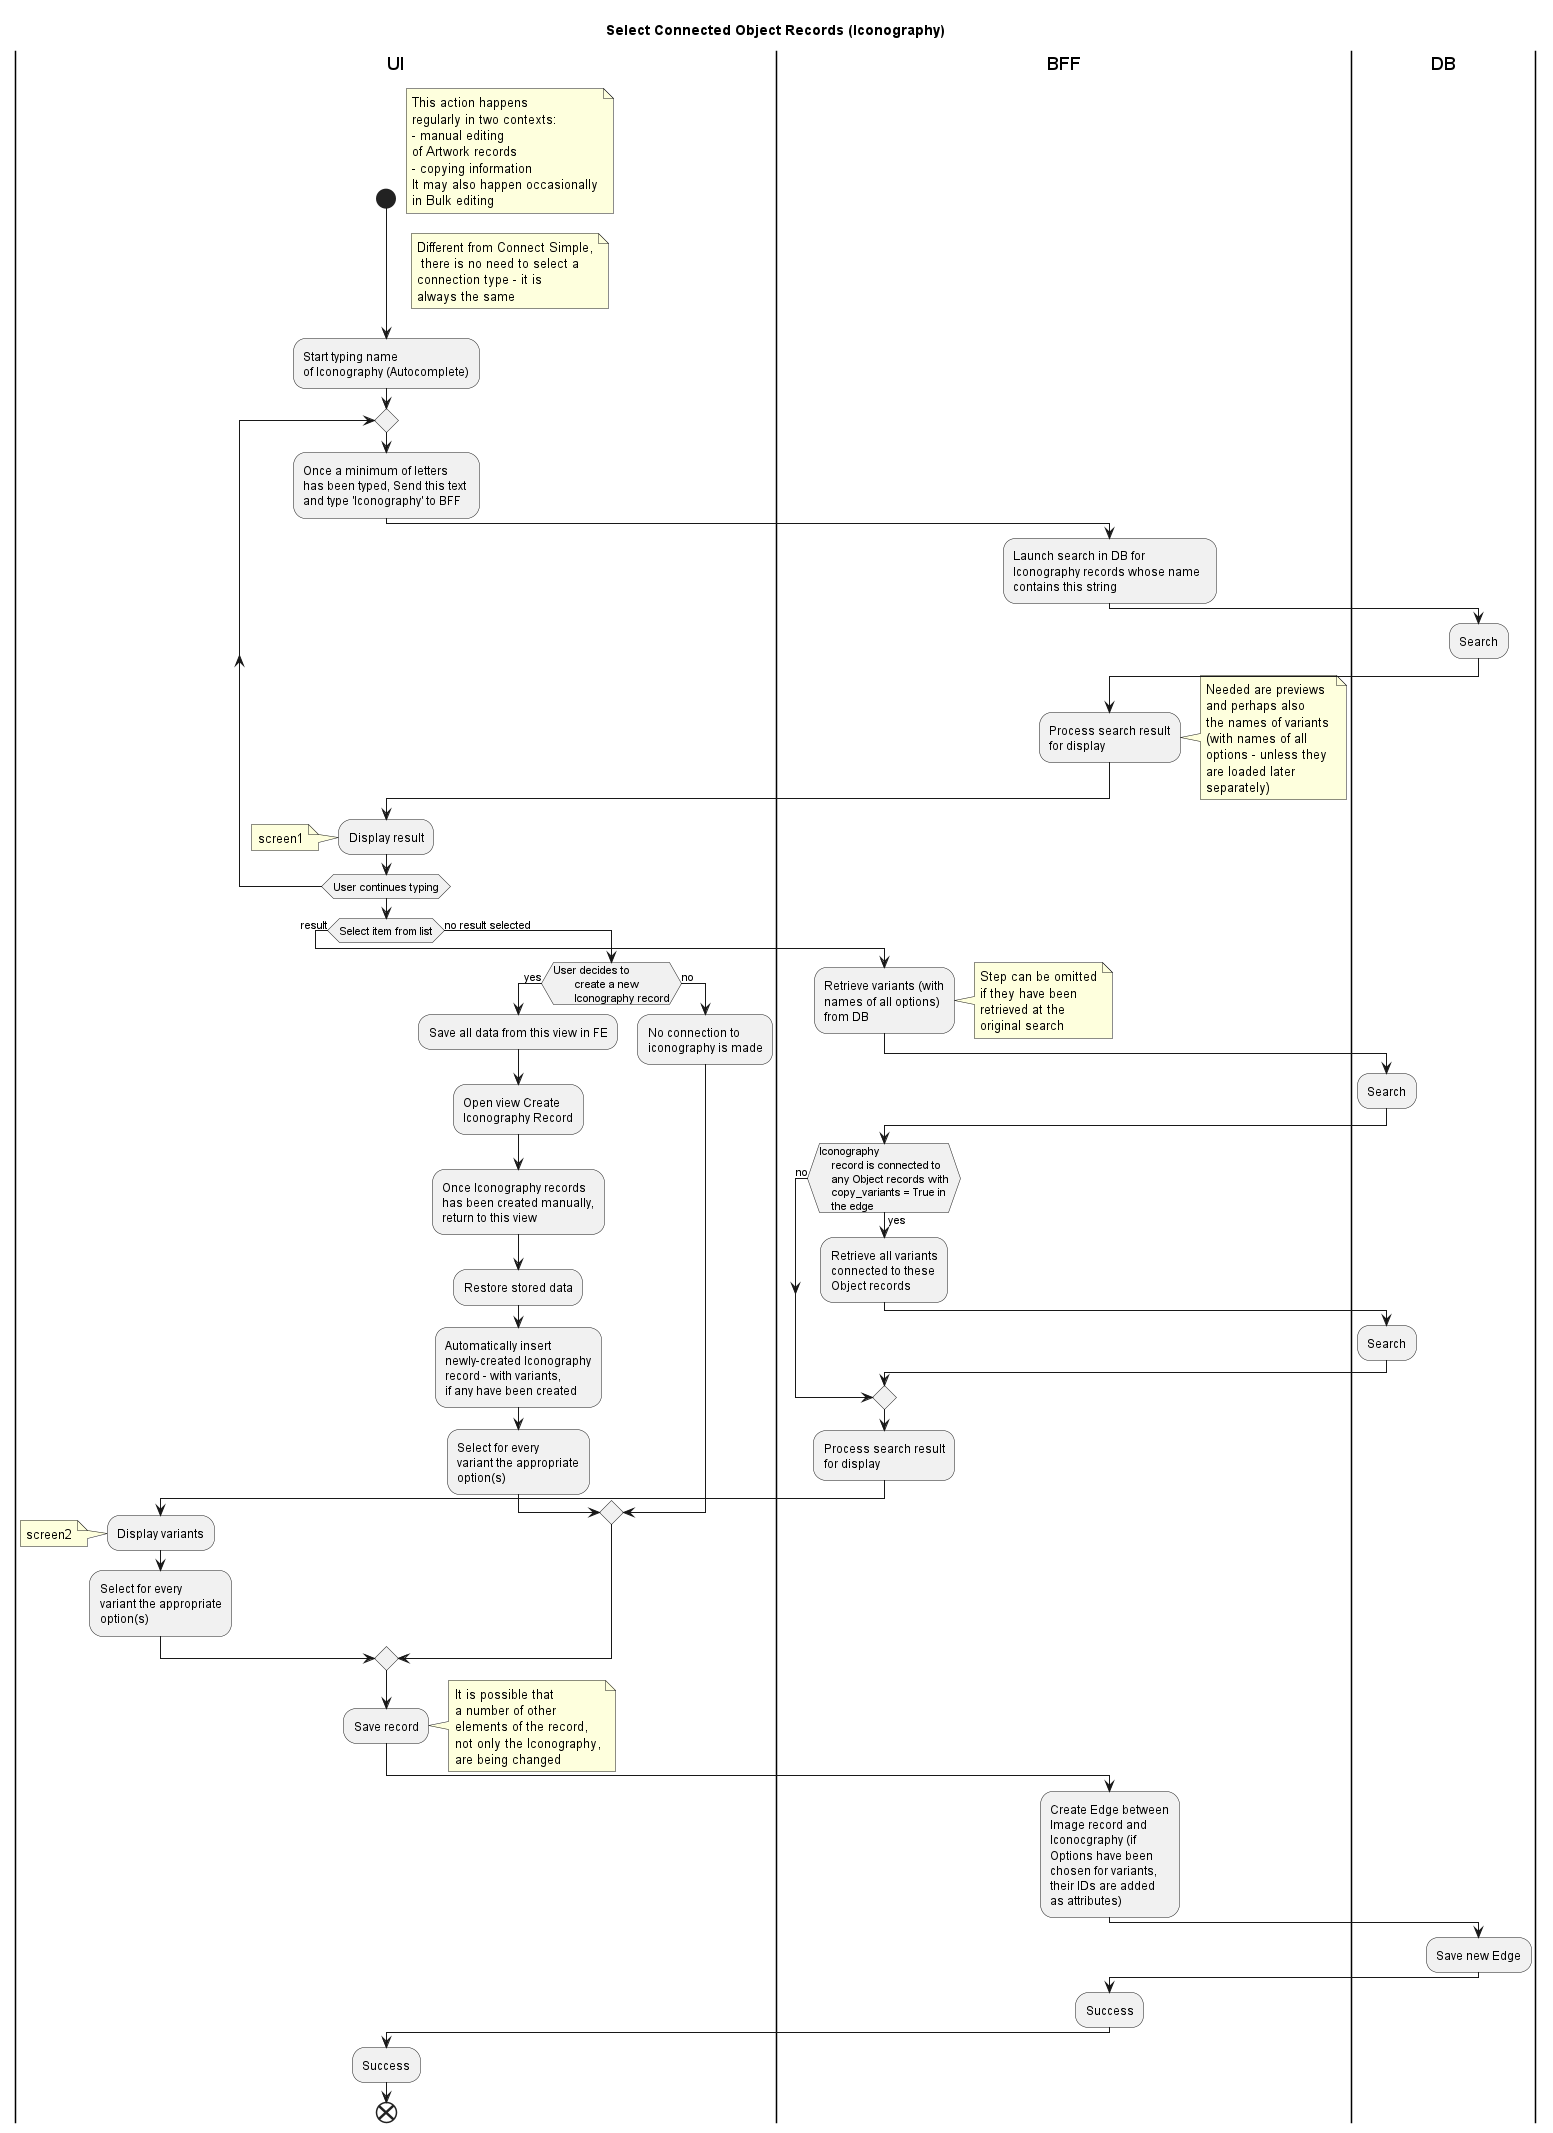 Select Connected Object Records (Iconography)
UI
BFF
DB
This action happens
regularly in two contexts:
- manual editing
of Artwork records
- copying information
It may also happen occasionally
in Bulk editing
Different from Connect Simple,
there is no need to select a
connection type - it is
always the same
Start typing name
of Iconography (Autocomplete)
Once a minimum of letters
has been typed, Send this text
and type 'Iconography' to BFF
Launch search in DB for
Iconography records whose name
contains this string
Search
Process search result
for display
Needed are previews
and perhaps also
the names of variants
(with names of all
options - unless they
are loaded later
separately)
screen1
Display result
User continues typing
result
Select item from list
no result selected
yes
User decides to
create a new
Iconography record
no
Save all data from this view in FE
No connection to
iconography is made
Retrieve variants (with
names of all options)
from DB
Step can be omitted
if they have been
retrieved at the
original search
Open view Create
Iconography Record
Search
no
Iconography
record is connected to
any Object records with
copy_variants = True in
the edge
yes
Once Iconography records
has been created manually,
return to this view
Retrieve all variants
connected to these
Object records
Restore stored data
Search
Automatically insert
newly-created Iconography
record - with variants,
if any have been created
Select for every
variant the appropriate
option(s)
Process search result
for display
screen2
Display variants
Select for every
variant the appropriate
option(s)
Save record
It is possible that
a number of other
elements of the record,
not only the Iconography,
are being changed
Create Edge between
Image record and
Iconocgraphy (if
Options have been
chosen for variants,
their IDs are added
as attributes)
Save new Edge
Success
Success